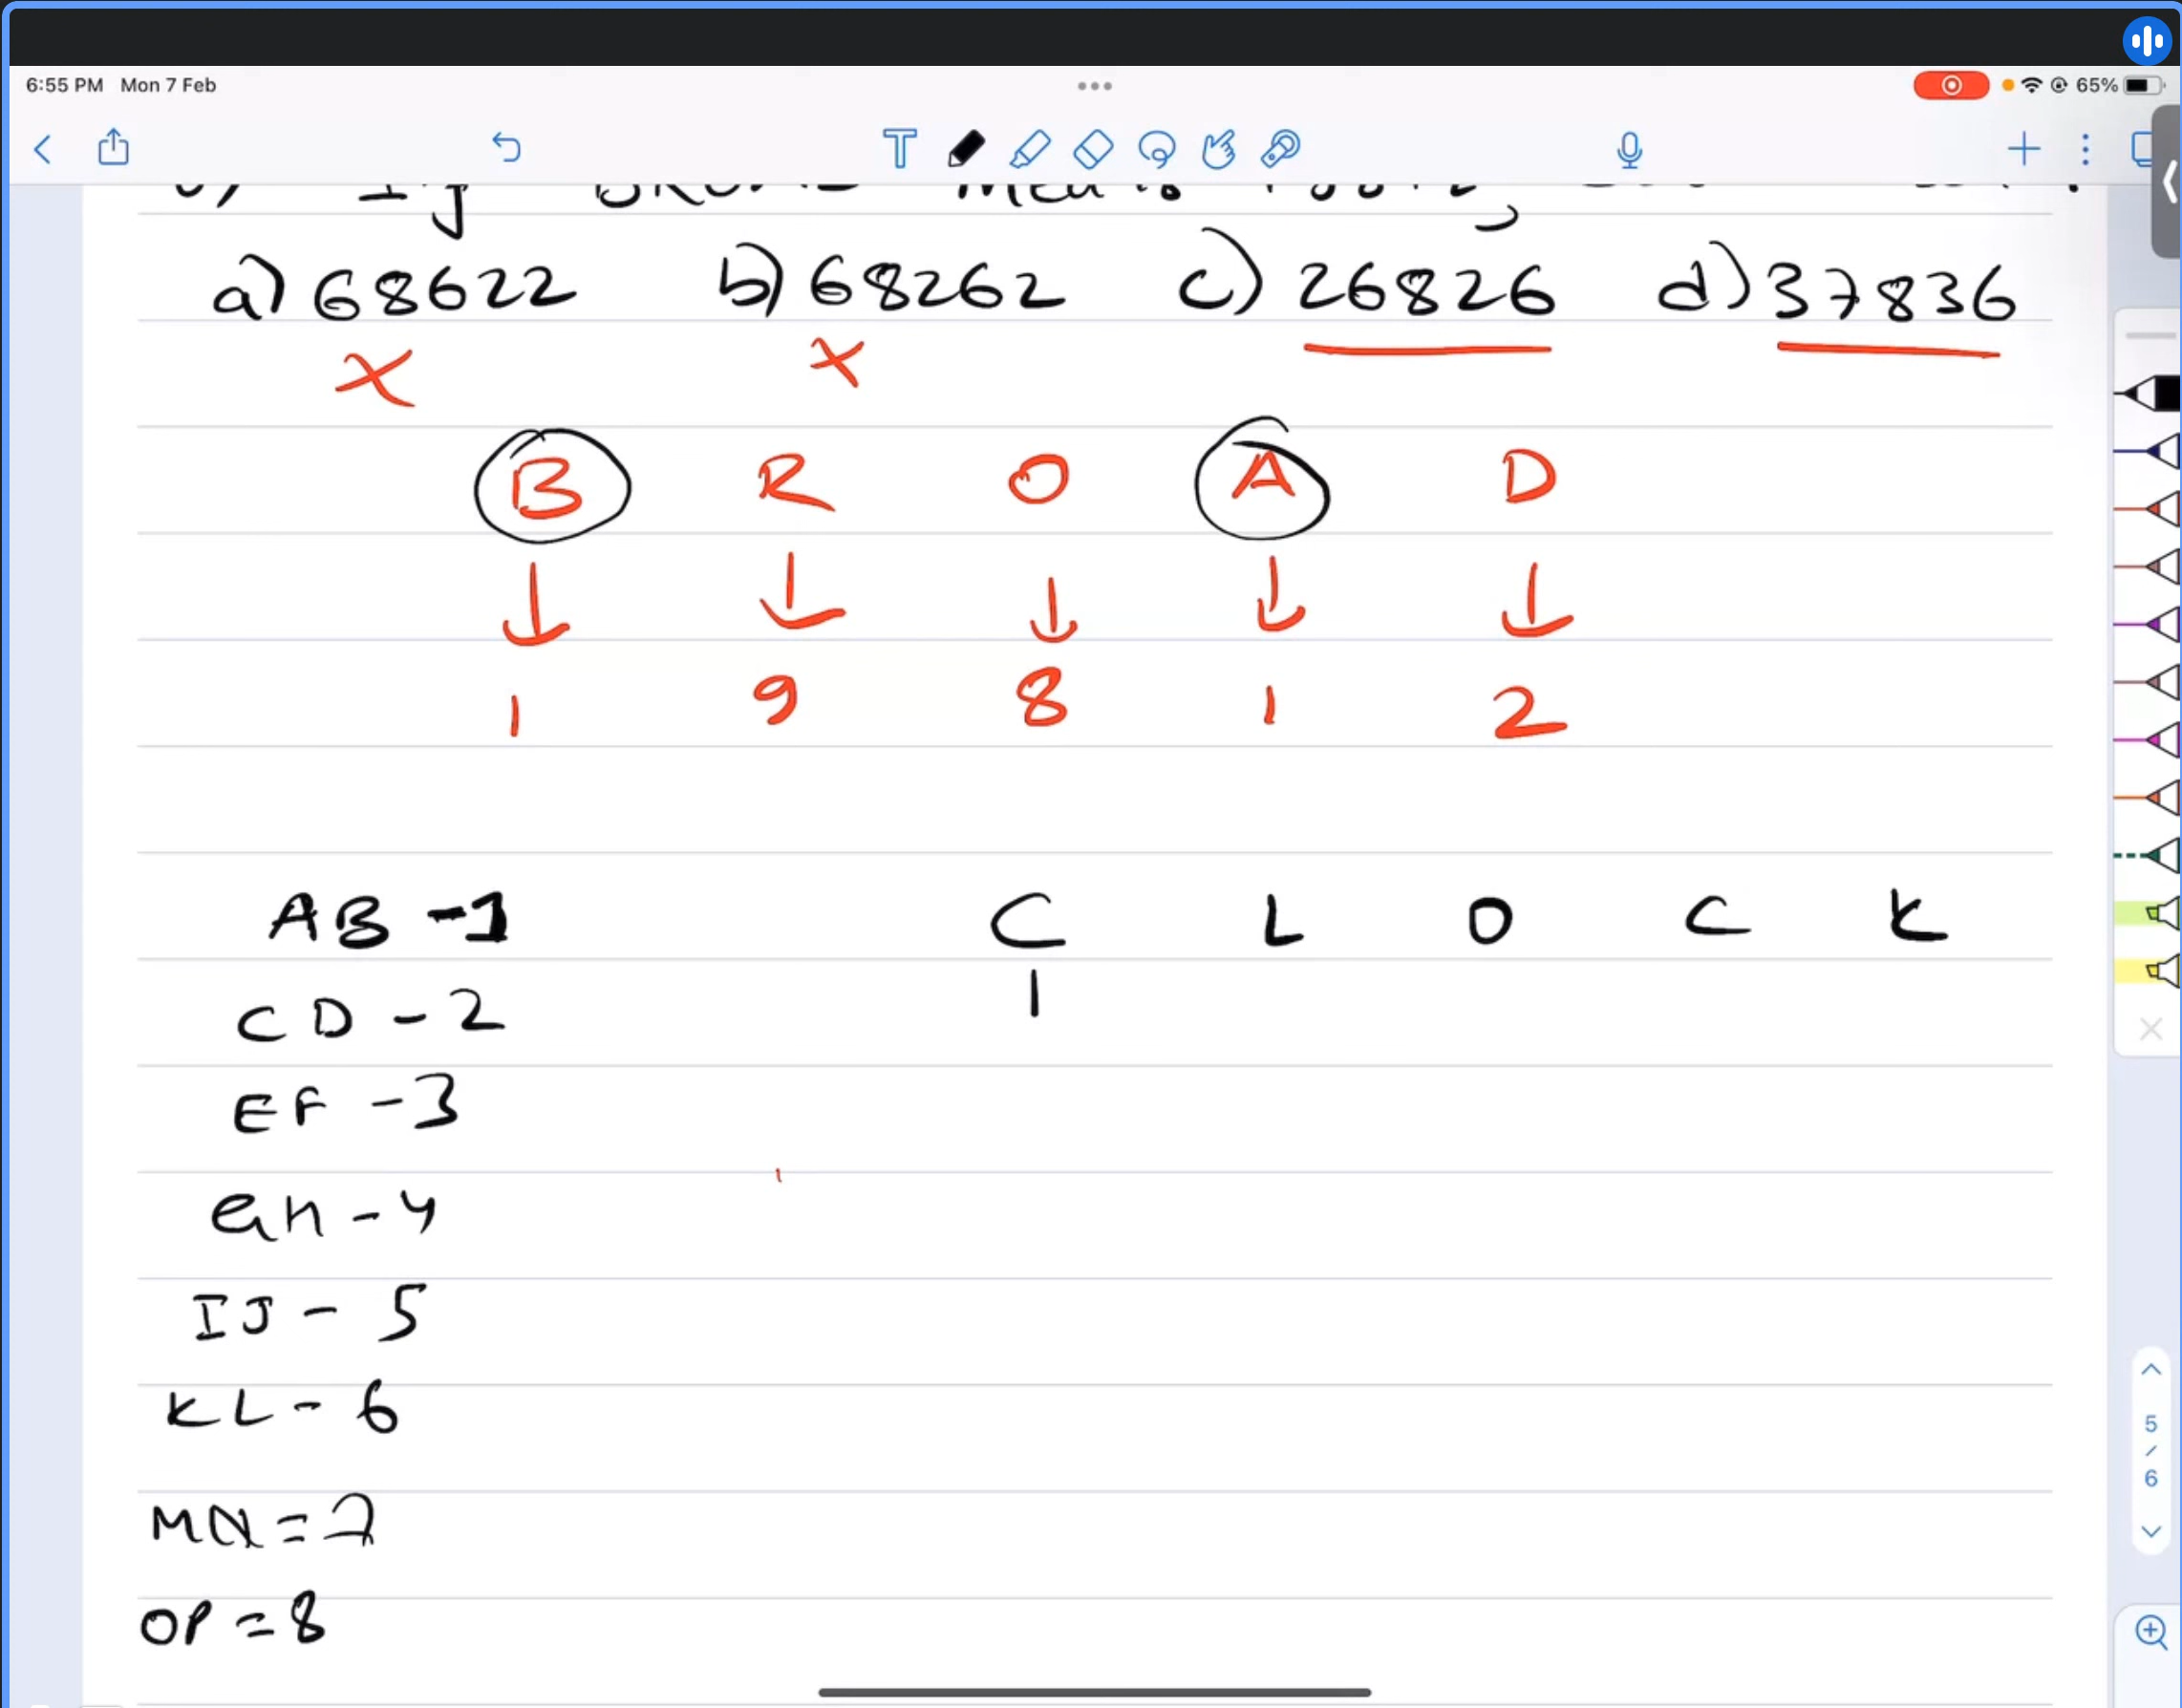 6:55 PM Mon 7 Feb 65%
a) 68622 b) 68262 c) 26826 d) 37836
x x
B R O A D
1 9 8 1 2
AB - 1 C L O C K
CD - 2 1
EF - 3
GH - 4
IJ - 5
KL - 6
MN = 7
OP = 8
5
/
6